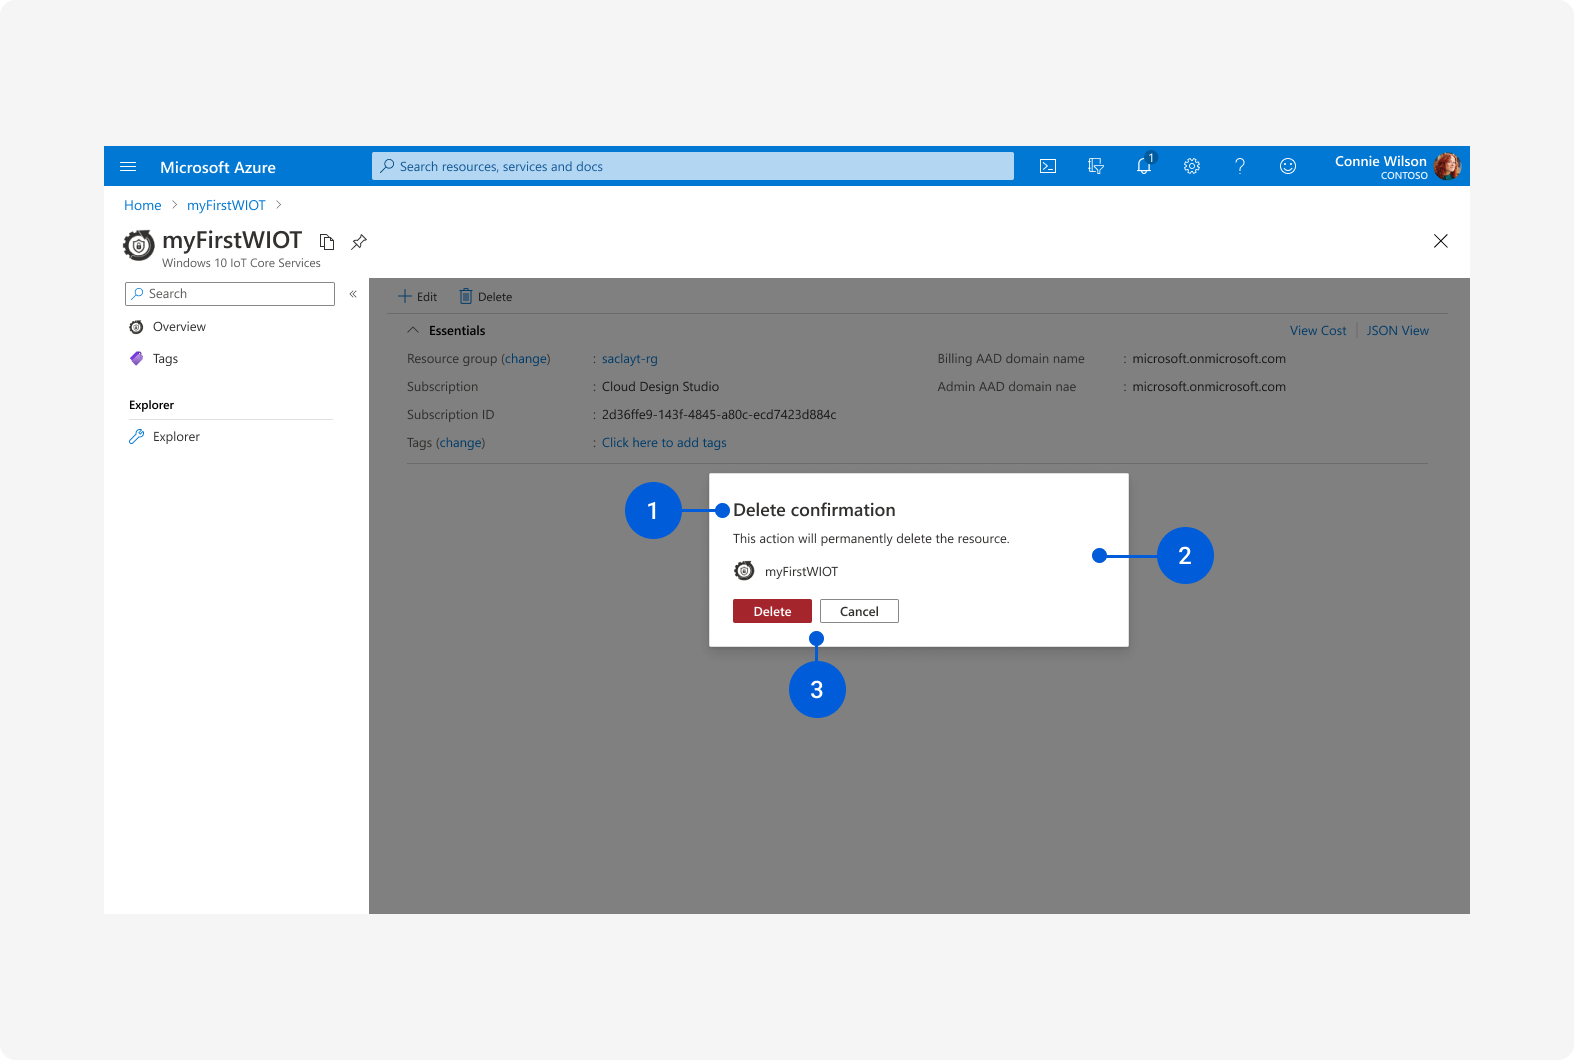 Microsoft Azure
Search resources, services and docs
1
Connie Wilson
CONTOSO
Home > myFirstWIOT >
myFirstWIOT
Windows 10 IoT Core Services
Search
«
Overview
Tags
Explorer
Explorer
Edit Delete
Essentials
View Cost | JSON View
Resource group (change) : saclayt-rg
Billing AAD domain name : microsoft.onmicrosoft.com
Subscription : Cloud Design Studio
Admin AAD domain nae : microsoft.onmicrosoft.com
Subscription ID : 2d36ffe9-143f-4845-a80c-ecd7423d884c
Tags (change) : Click here to add tags
1
Delete confirmation
This action will permanently delete the resource.
2
myFirstWIOT
Delete Cancel
3